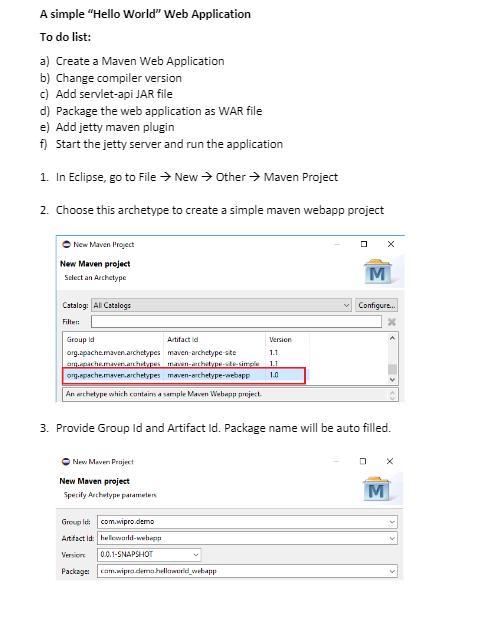 A simple “Hello World” Web Application
To do list:
a) Create a Maven Web Application
b) Change compiler version
c) Add servlet-api JAR file
d) Package the web application as WAR file
e) Add jetty maven plugin
f) Start the jetty server and run the application
1. In Eclipse, go to File → New → Other → Maven Project
2. Choose this archetype to create a simple maven webapp project
New Maven Project
New Maven project
Select an Archetype
M
Catalog: All Catalogs Configure...
Filter:
Group Id Artifact Id Version
org.apache.maven.archetypes maven-archetype-site 1.1
org.apache.maven.archetypes maven-archetype-site-simple 1.1
org.apache.maven.archetypes maven-archetype-webapp 1.0
An archetype which contains a sample Maven Webapp project.
3. Provide Group Id and Artifact Id. Package name will be auto filled.
New Maven Project
New Maven project
Specify Archetype parameters
M
Group Id: com.wipro.demo
Artifact Id: helloworld-webapp
Version: 0.0.1-SNAPSHOT
Package: com.wipro.demo.helloworld_webapp